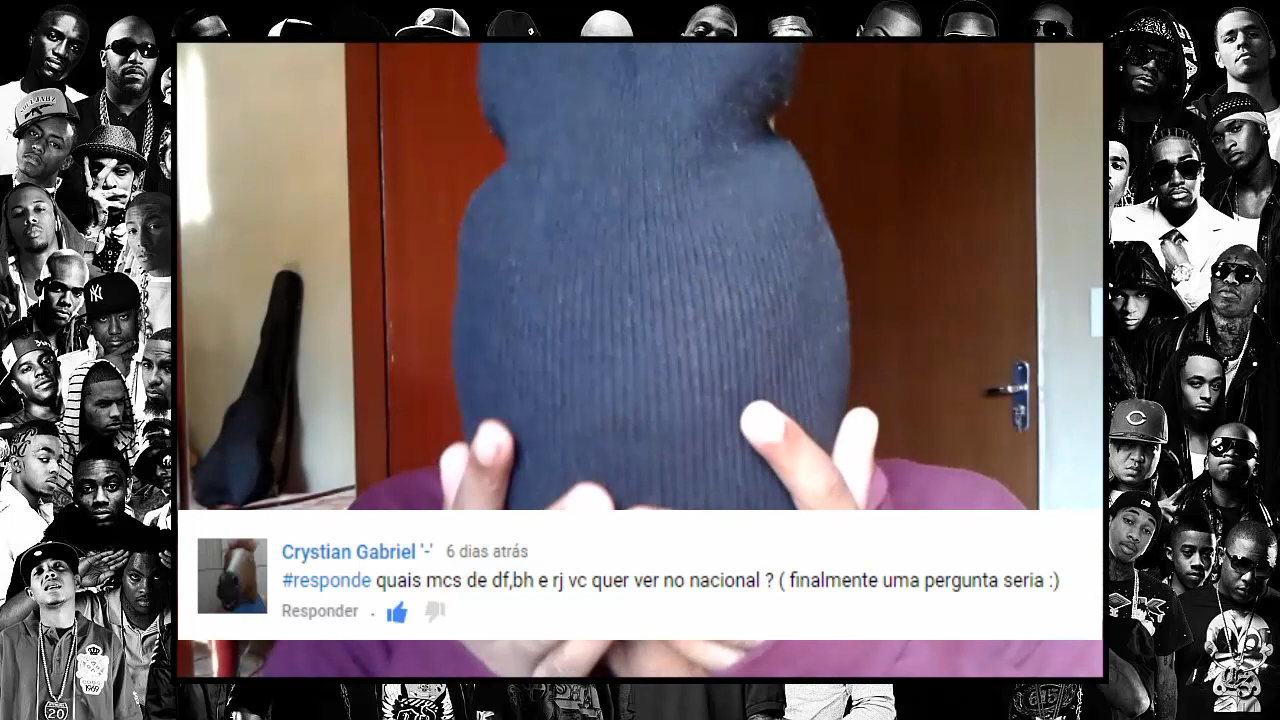 Crystian Gabriel '-' 6 dias atrás
#responde quais mcs de df,bh e rj vc quer ver no nacional ? ( finalmente uma pergunta seria :)
Responder .